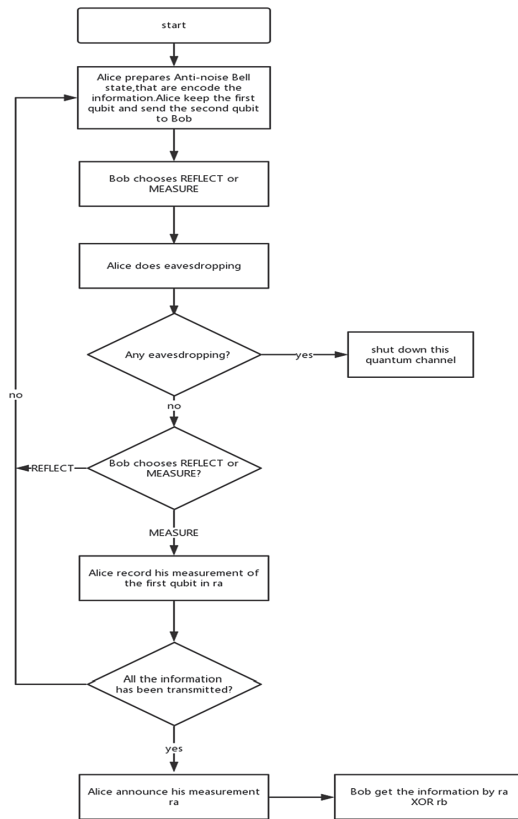 start
Alice prepares Anti-noise Bell
state,that are encode the
information.Alice keep the first
qubit and send the second qubit
to Bob
Bob chooses REFLECT or
MEASURE
Alice does eavesdropping
Any eavesdropping?
yes
shut down this
quantum channel
no
no
Bob chooses REFLECT or
MEASURE?
REFLECT
MEASURE
Alice record his measurement of
the first qubit in ra
All the information
has been transmitted?
yes
Alice announce his measurement
ra
Bob get the information by ra
XOR rb